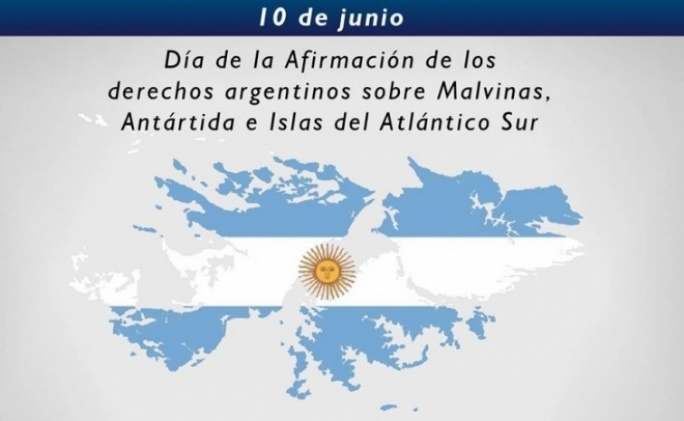 10 de junio
Día de la Afirmación de los
derechos argentinos sobre Malvinas,
Antártida e Islas del Atlántico Sur